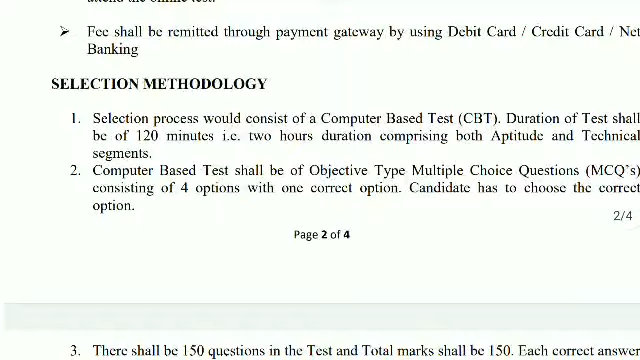 ➢ Fee shall be remitted through payment gateway by using Debit Card / Credit Card / Net
Banking
SELECTION METHODOLOGY
1. Selection process would consist of a Computer Based Test (CBT). Duration of Test shall
be of 120 minutes i.e. two hours duration comprising both Aptitude and Technical
segments.
2. Computer Based Test shall be of Objective Type Multiple Choice Questions (MCQ's)
consisting of 4 options with one correct option. Candidate has to choose the correct
option.
2/4
Page 2 of 4
3. There shall be 150 questions in the Test and Total marks shall be 150. Each correct answer